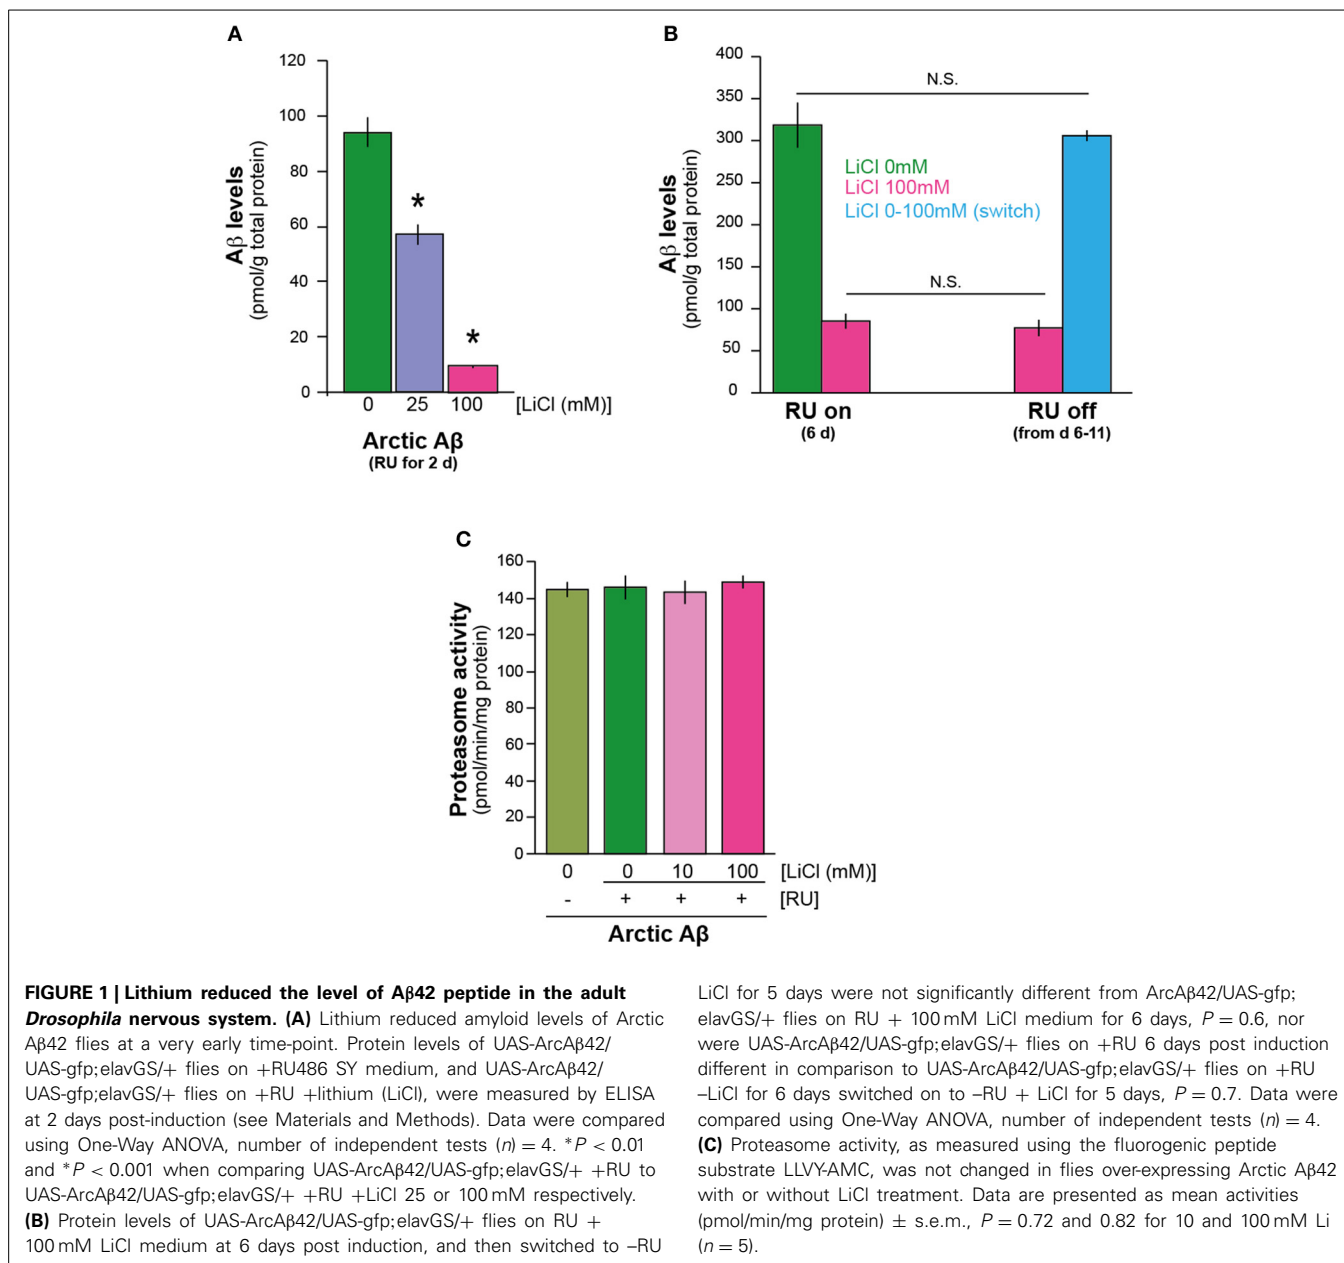 A
120
100
80
60
40
20
0
Aβ levels
(pmol/g total protein)
*
*
0 25 100 [LiCl (mM)]
Arctic Aβ
(RU for 2 d)
B
400
350
300
250
200
150
100
50
0
Aβ levels
(pmol/g total protein)
N.S.
LiCl 0mM
LiCl 100mM
LiCl 0-100mM (switch)
N.S.
RU on
(6 d)
RU off
(from d 6-11)
C
160
140
120
100
80
60
40
20
0
Proteasome activity
(pmol/min/mg protein)
0 0 10 100 [LiCl (mM)]
- + + + [RU]
Arctic Aβ
FIGURE 1 | Lithium reduced the level of Aβ42 peptide in the adult
Drosophila nervous system. (A) Lithium reduced amyloid levels of Arctic
Aβ42 flies at a very early time-point. Protein levels of UAS-ArcAβ42/
UAS-gfp;elavGS/+ flies on +RU486 SY medium, and UAS-ArcAβ42/
UAS-gfp;elavGS/+ flies on +RU +lithium (LiCl), were measured by ELISA
at 2 days post-induction (see Materials and Methods). Data were compared
using One-Way ANOVA, number of independent tests (n) = 4. *P < 0.01
and *P < 0.001 when comparing UAS-ArcAβ42/UAS-gfp;elavGS/+ +RU to
UAS-ArcAβ42/UAS-gfp;elavGS/+ +RU +LiCl 25 or 100 mM respectively.
(B) Protein levels of UAS-ArcAβ42/UAS-gfp;elavGS/+ flies on RU +
100 mM LiCl medium at 6 days post induction, and then switched to –RU
LiCl for 5 days were not significantly different from ArcAβ42/UAS-gfp;
elavGS/+ flies on RU + 100 mM LiCl medium for 6 days, P = 0.6, nor
were UAS-ArcAβ42/UAS-gfp;elavGS/+ flies on +RU 6 days post induction
different in comparison to UAS-ArcAβ42/UAS-gfp;elavGS/+ flies on +RU
–LiCl for 6 days switched on to –RU + LiCl for 5 days, P = 0.7. Data were
compared using One-Way ANOVA, number of independent tests (n) = 4.
(C) Proteasome activity, as measured using the fluorogenic peptide
substrate LLVY-AMC, was not changed in flies over-expressing Arctic Aβ42
with or without LiCl treatment. Data are presented as mean activities
(pmol/min/mg protein) ± s.e.m., P = 0.72 and 0.82 for 10 and 100 mM Li
(n = 5).